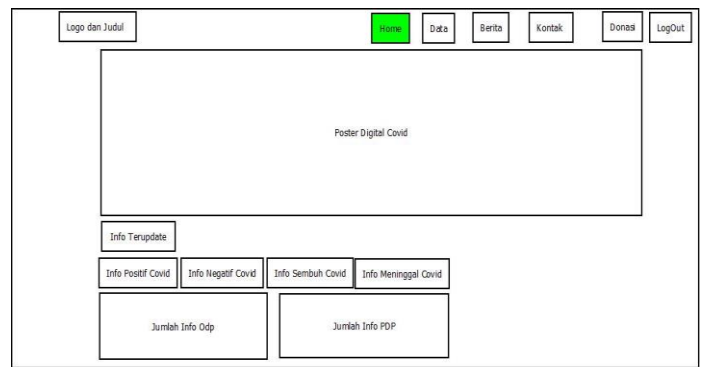 Logo dan Judul
Home
Data
Berita
Kontak
Donasi
LogOut
Poster Digital Covid
Info Terupdate
Info Positif Covid
Info Negatif Covid
Info Sembuh Covid
Info Meninggal Covid
Jumlah Info Odp
Jumlah Info PDP